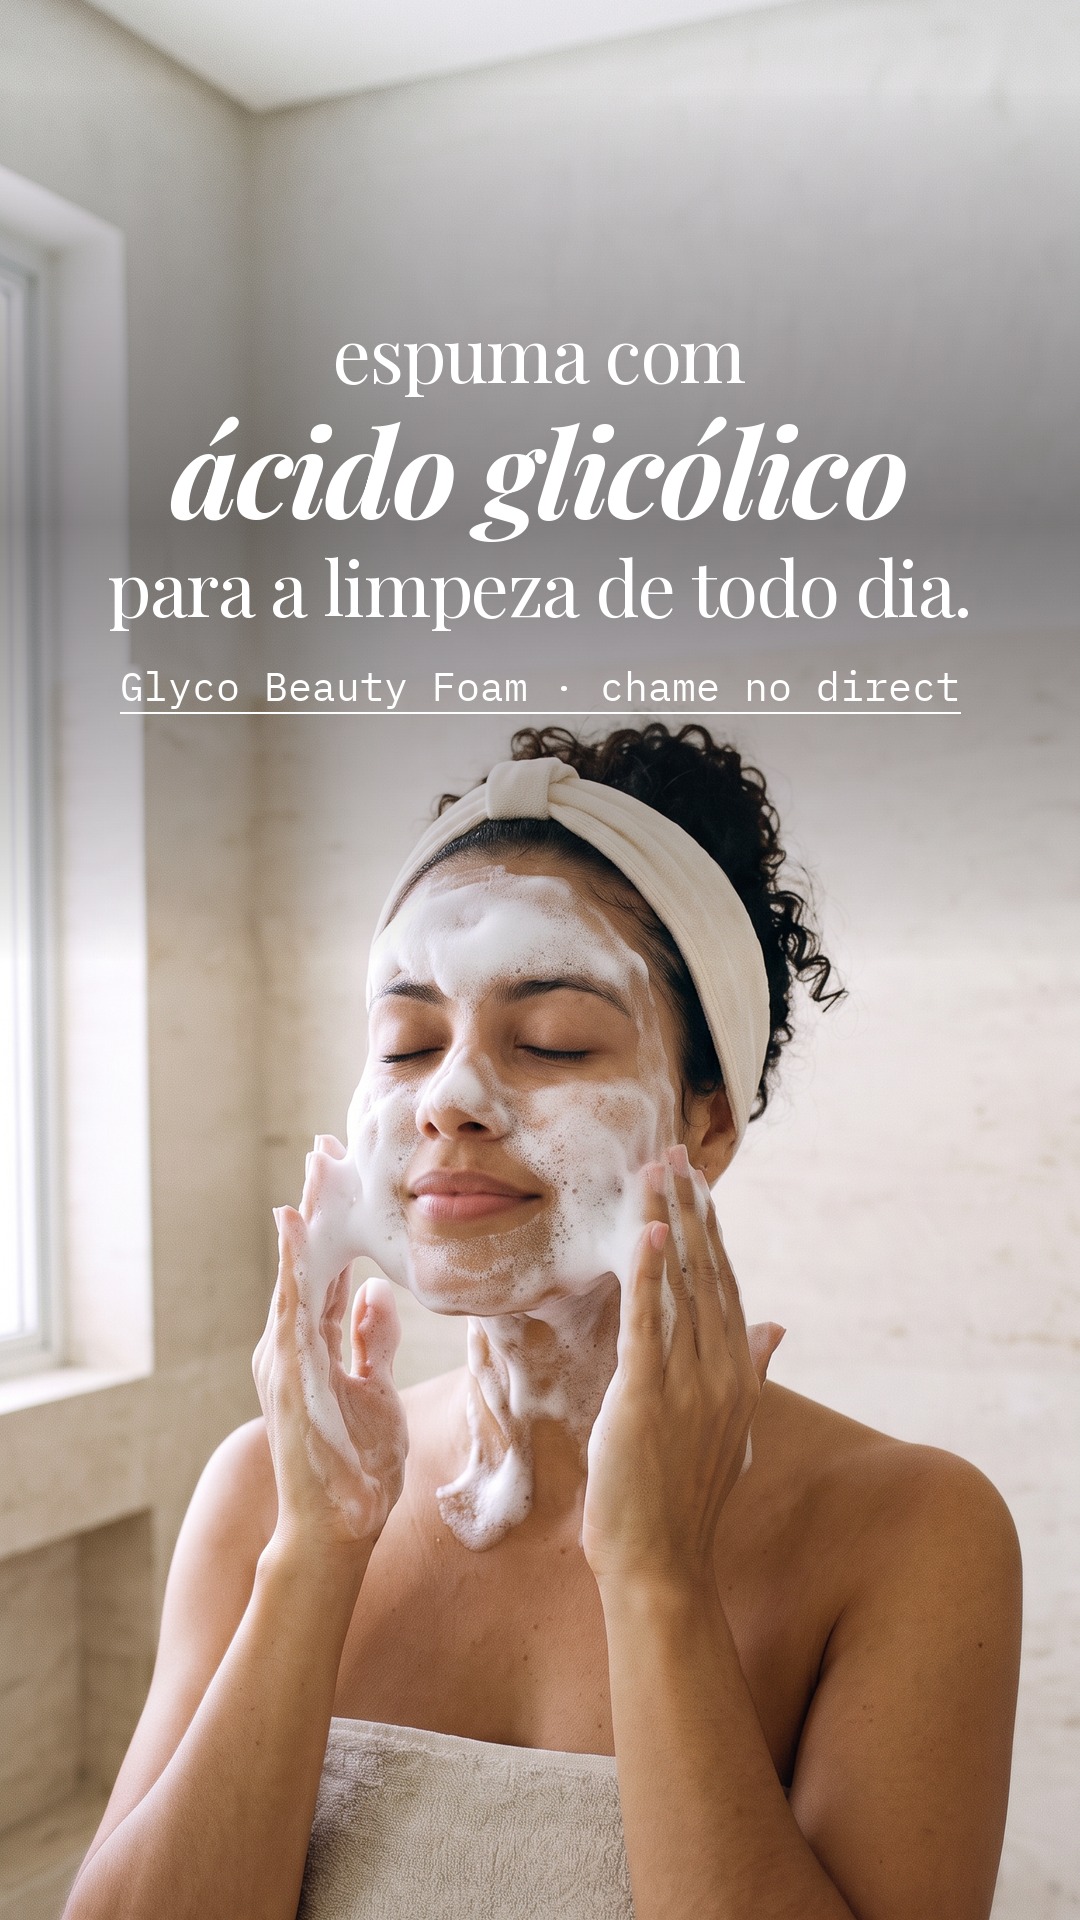 espuma com
ácido glicólico
para a limpeza de todo dia.
Glyco Beauty Foam · chame no direct